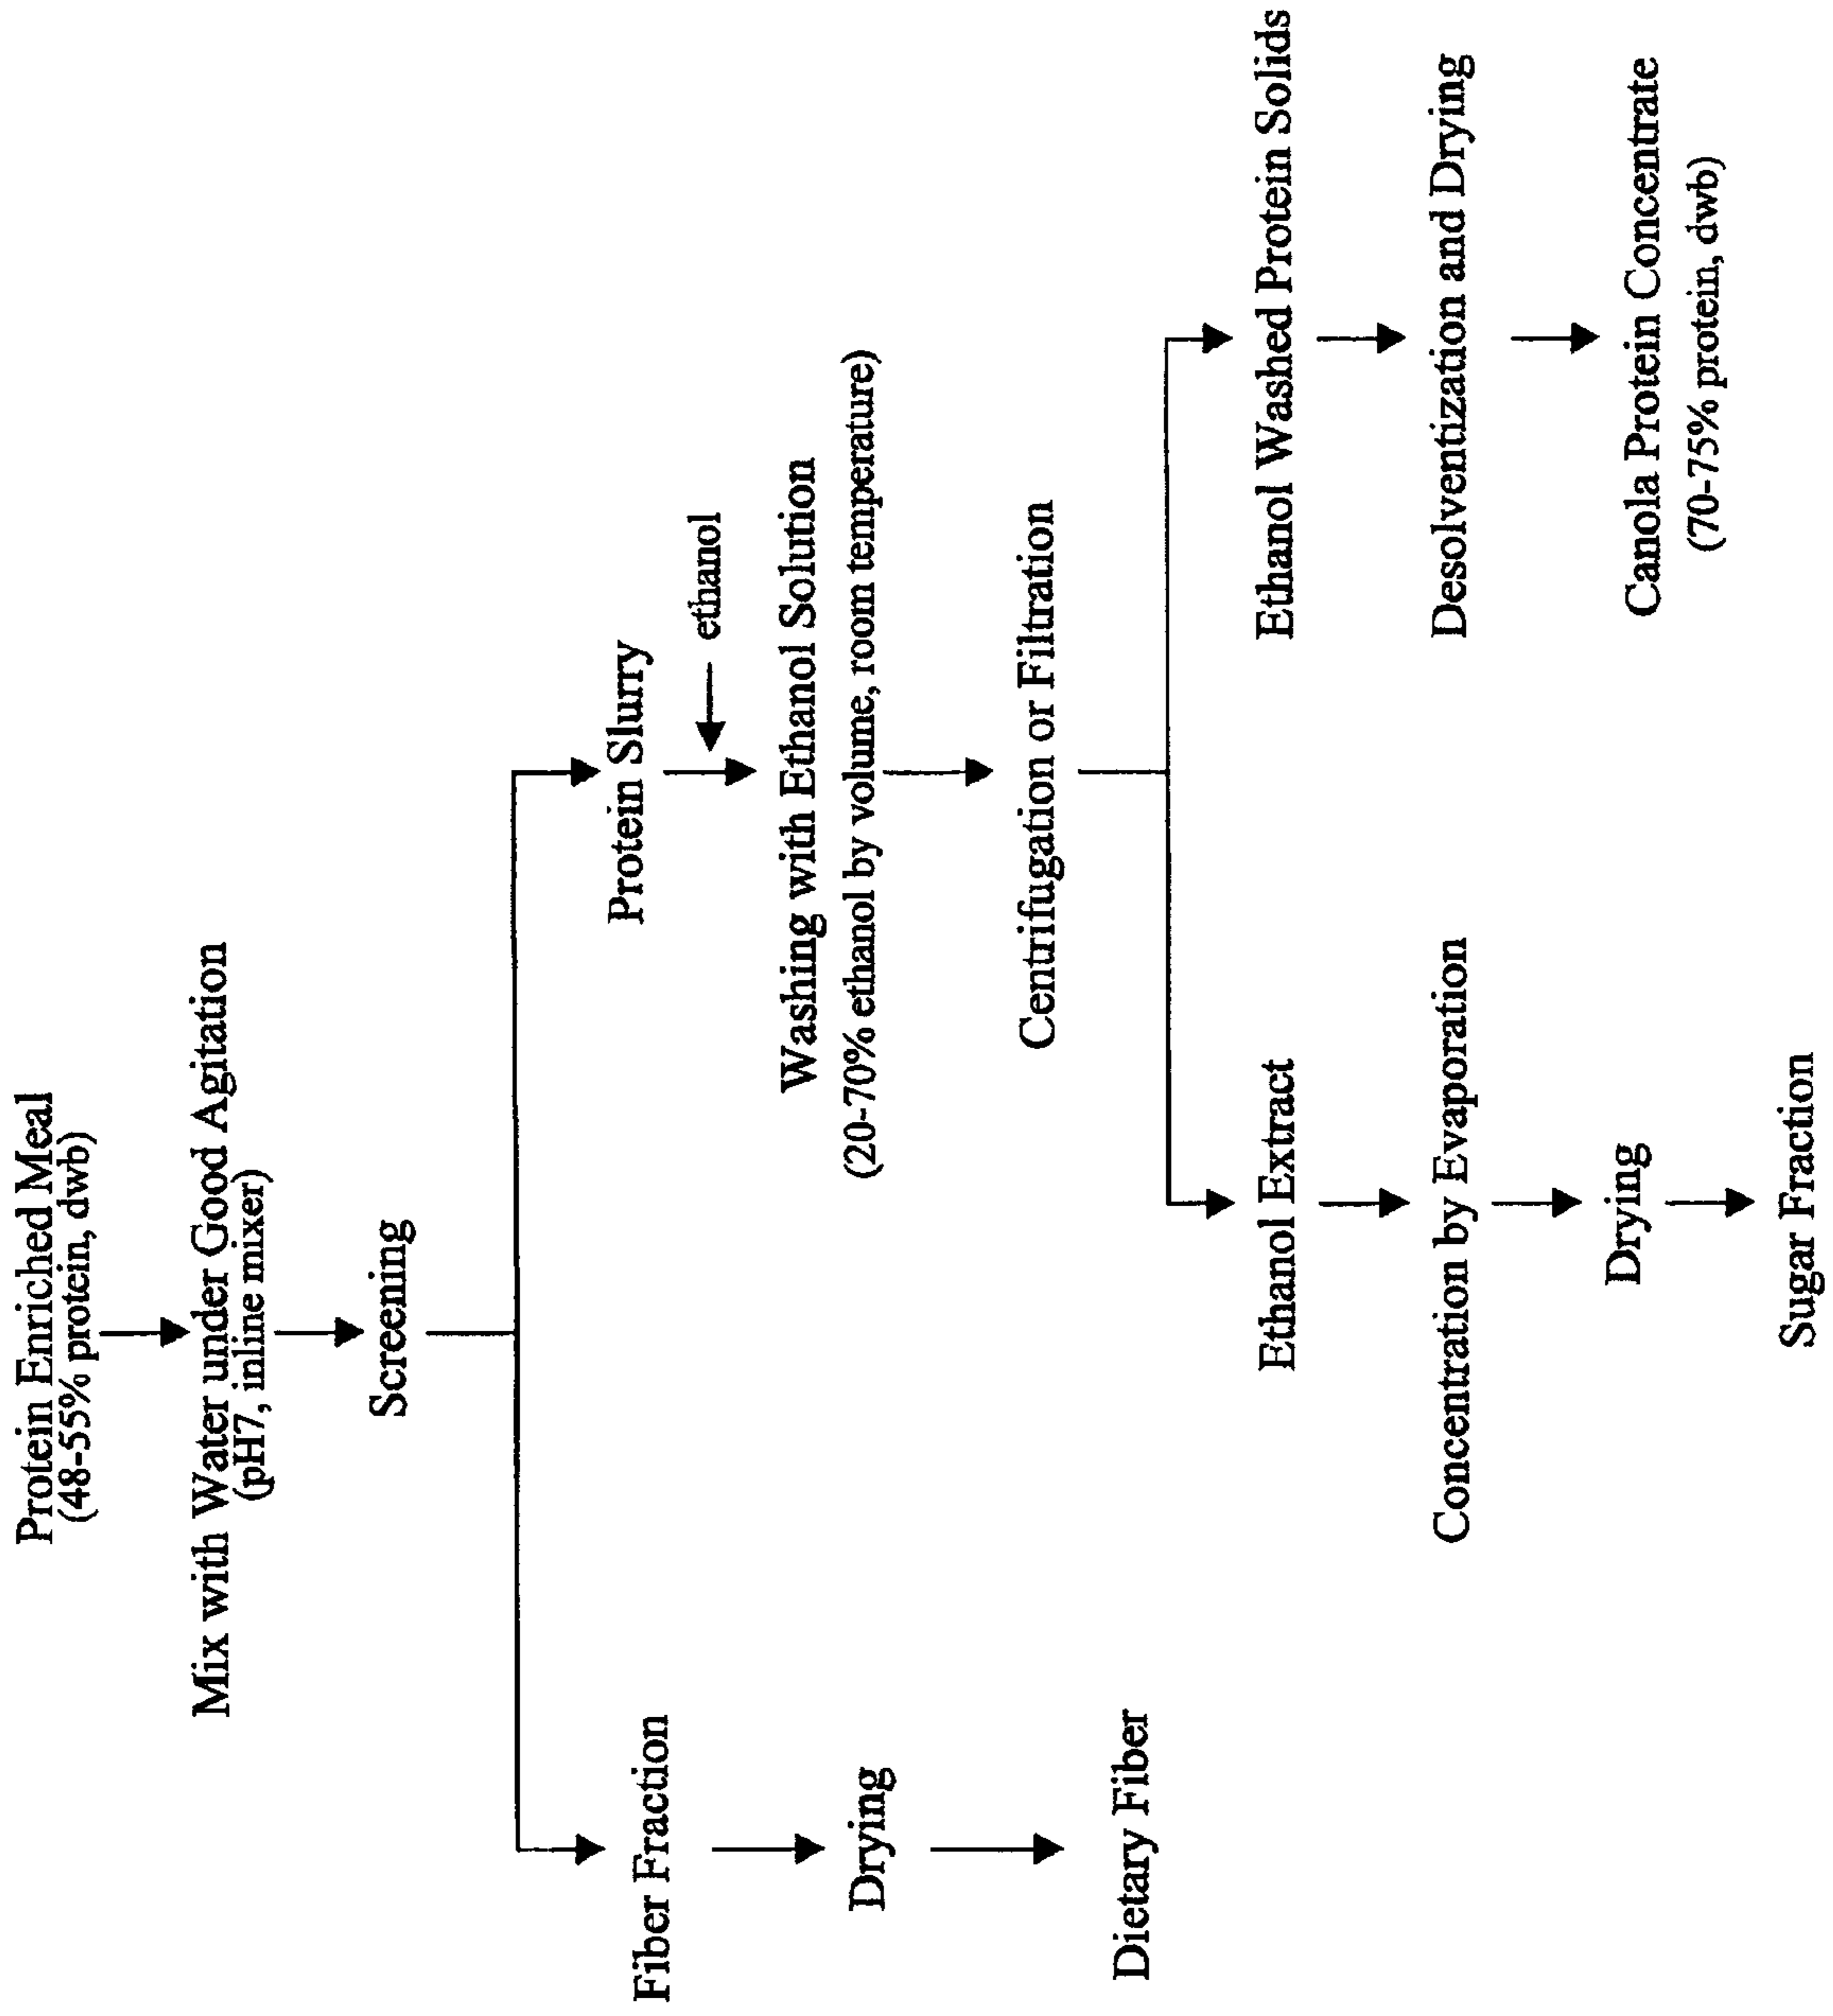 Protein Enriched Meal
(48-55% protein, dwb)
Mix with Water under Good Agitation
(pH7, inline mixer)
Screening
Fiber Fraction
Drying
Dietary Fiber
Protein Slurry
ethanol
Washing with Ethanol Solution
(20-70% ethanol by volume, room temperature)
Centrifugation or Filtration
Ethanol Extract
Concentration by Evaporation
Drying
Sugar Fraction
Ethanol Washed Protein Solids
Desolventization and Drying
Canola Protein Concentrate
(70-75% protein, dwb)